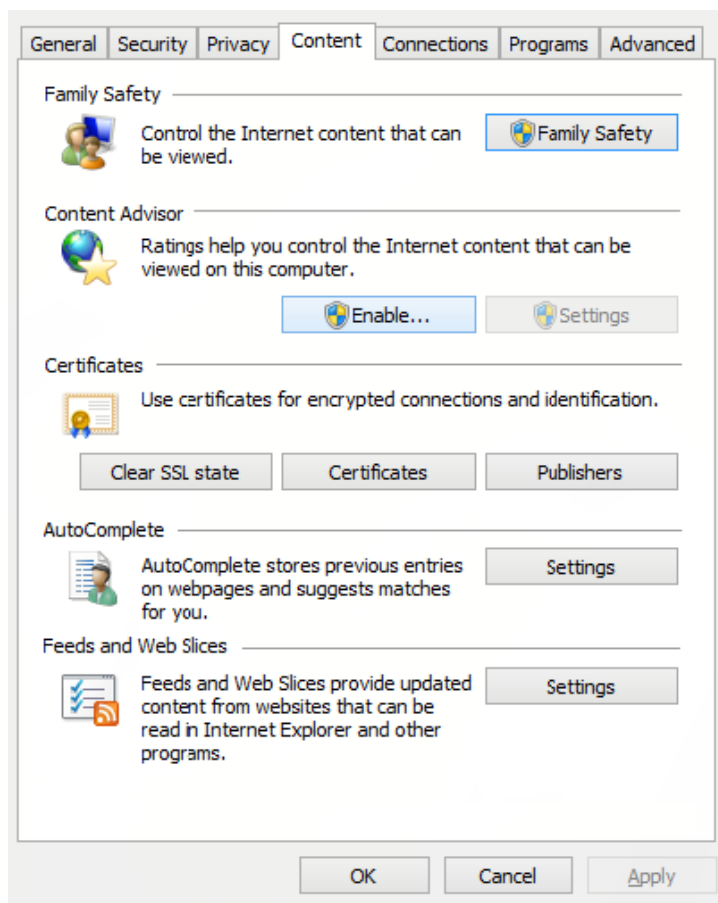 General Security Privacy Content Connections Programs Advanced
Family Safety
Control the Internet content that can
be viewed.
Family Safety
Content Advisor
Ratings help you control the Internet content that can be
viewed on this computer.
Enable... Settings
Certificates
Use certificates for encrypted connections and identification.
Clear SSL state Certificates Publishers
AutoComplete
AutoComplete stores previous entries
on webpages and suggests matches
for you.
Settings
Feeds and Web Slices
Feeds and Web Slices provide updated
content from websites that can be
read in Internet Explorer and other
programs.
Settings
OK Cancel Apply